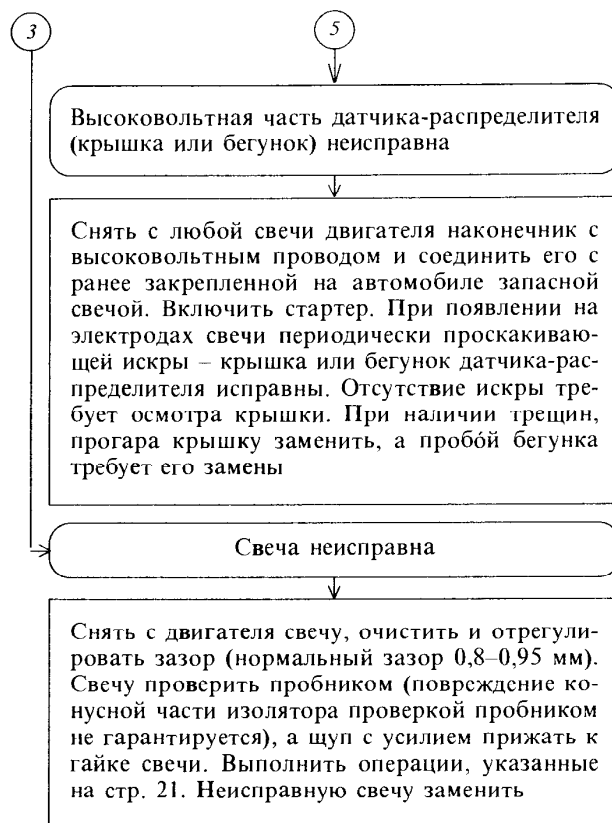 3
5
Высоковольтная часть датчика-распределителя
(крышка или бегунок) неисправна
Снять с любой свечи двигателя наконечник с
высоковольтным проводом и соединить его с
ранее закрепленной на автомобиле запасной
свечой. Включить стартер. При появлении на
электродах свечи периодически проскакиваю-
щей искры – крышка или бегунок датчика-рас-
пределителя исправны. Отсутствие искры тре-
бует осмотра крышки. При наличии трещин,
прогара крышку заменить, а пробо́й бегунка
требует его замены
Свеча неисправна
Снять с двигателя свечу, очистить и отрегули-
ровать зазор (нормальный зазор 0,8–0,95 мм).
Свечу проверить пробником (повреждение ко-
нусной части изолятора проверкой пробником
не гарантируется), а щуп с усилием прижать к
гайке свечи. Выполнить операции, указанные
на стр. 21. Неисправную свечу заменить